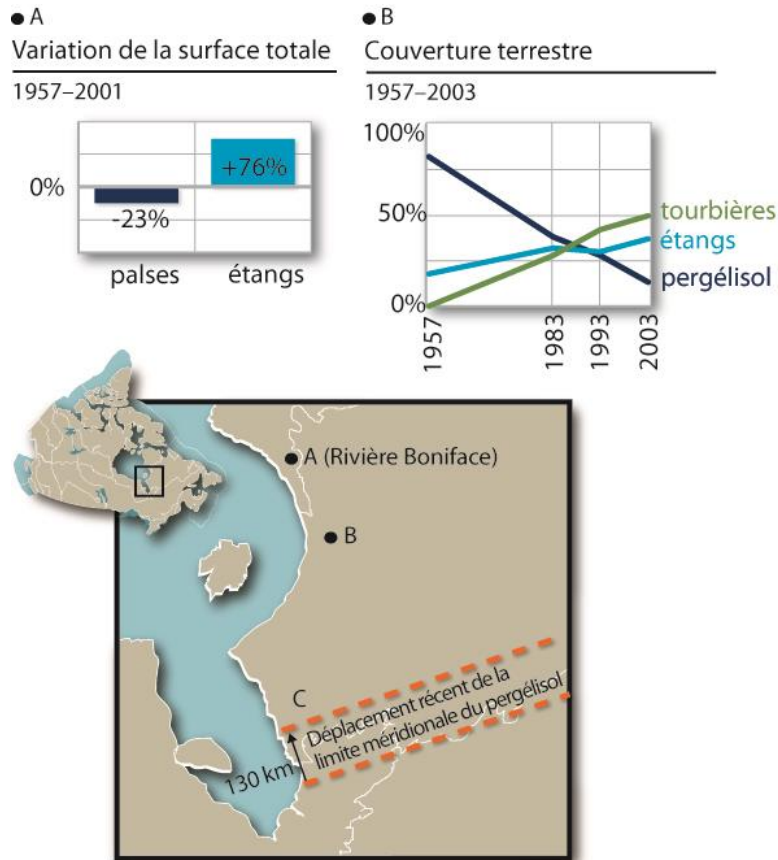 ● A
Variation de la surface totale
1957–2001
0%
+76%
-23%
palses
étangs
● B
Couverture terrestre
1957–2003
100%
50%
0%
tourbières
étangs
pergélisol
1957
1983
1993
2003
A (Rivière Boniface)
B
C
Déplacement récent de la
limite méridionale du pergélisol
130 km